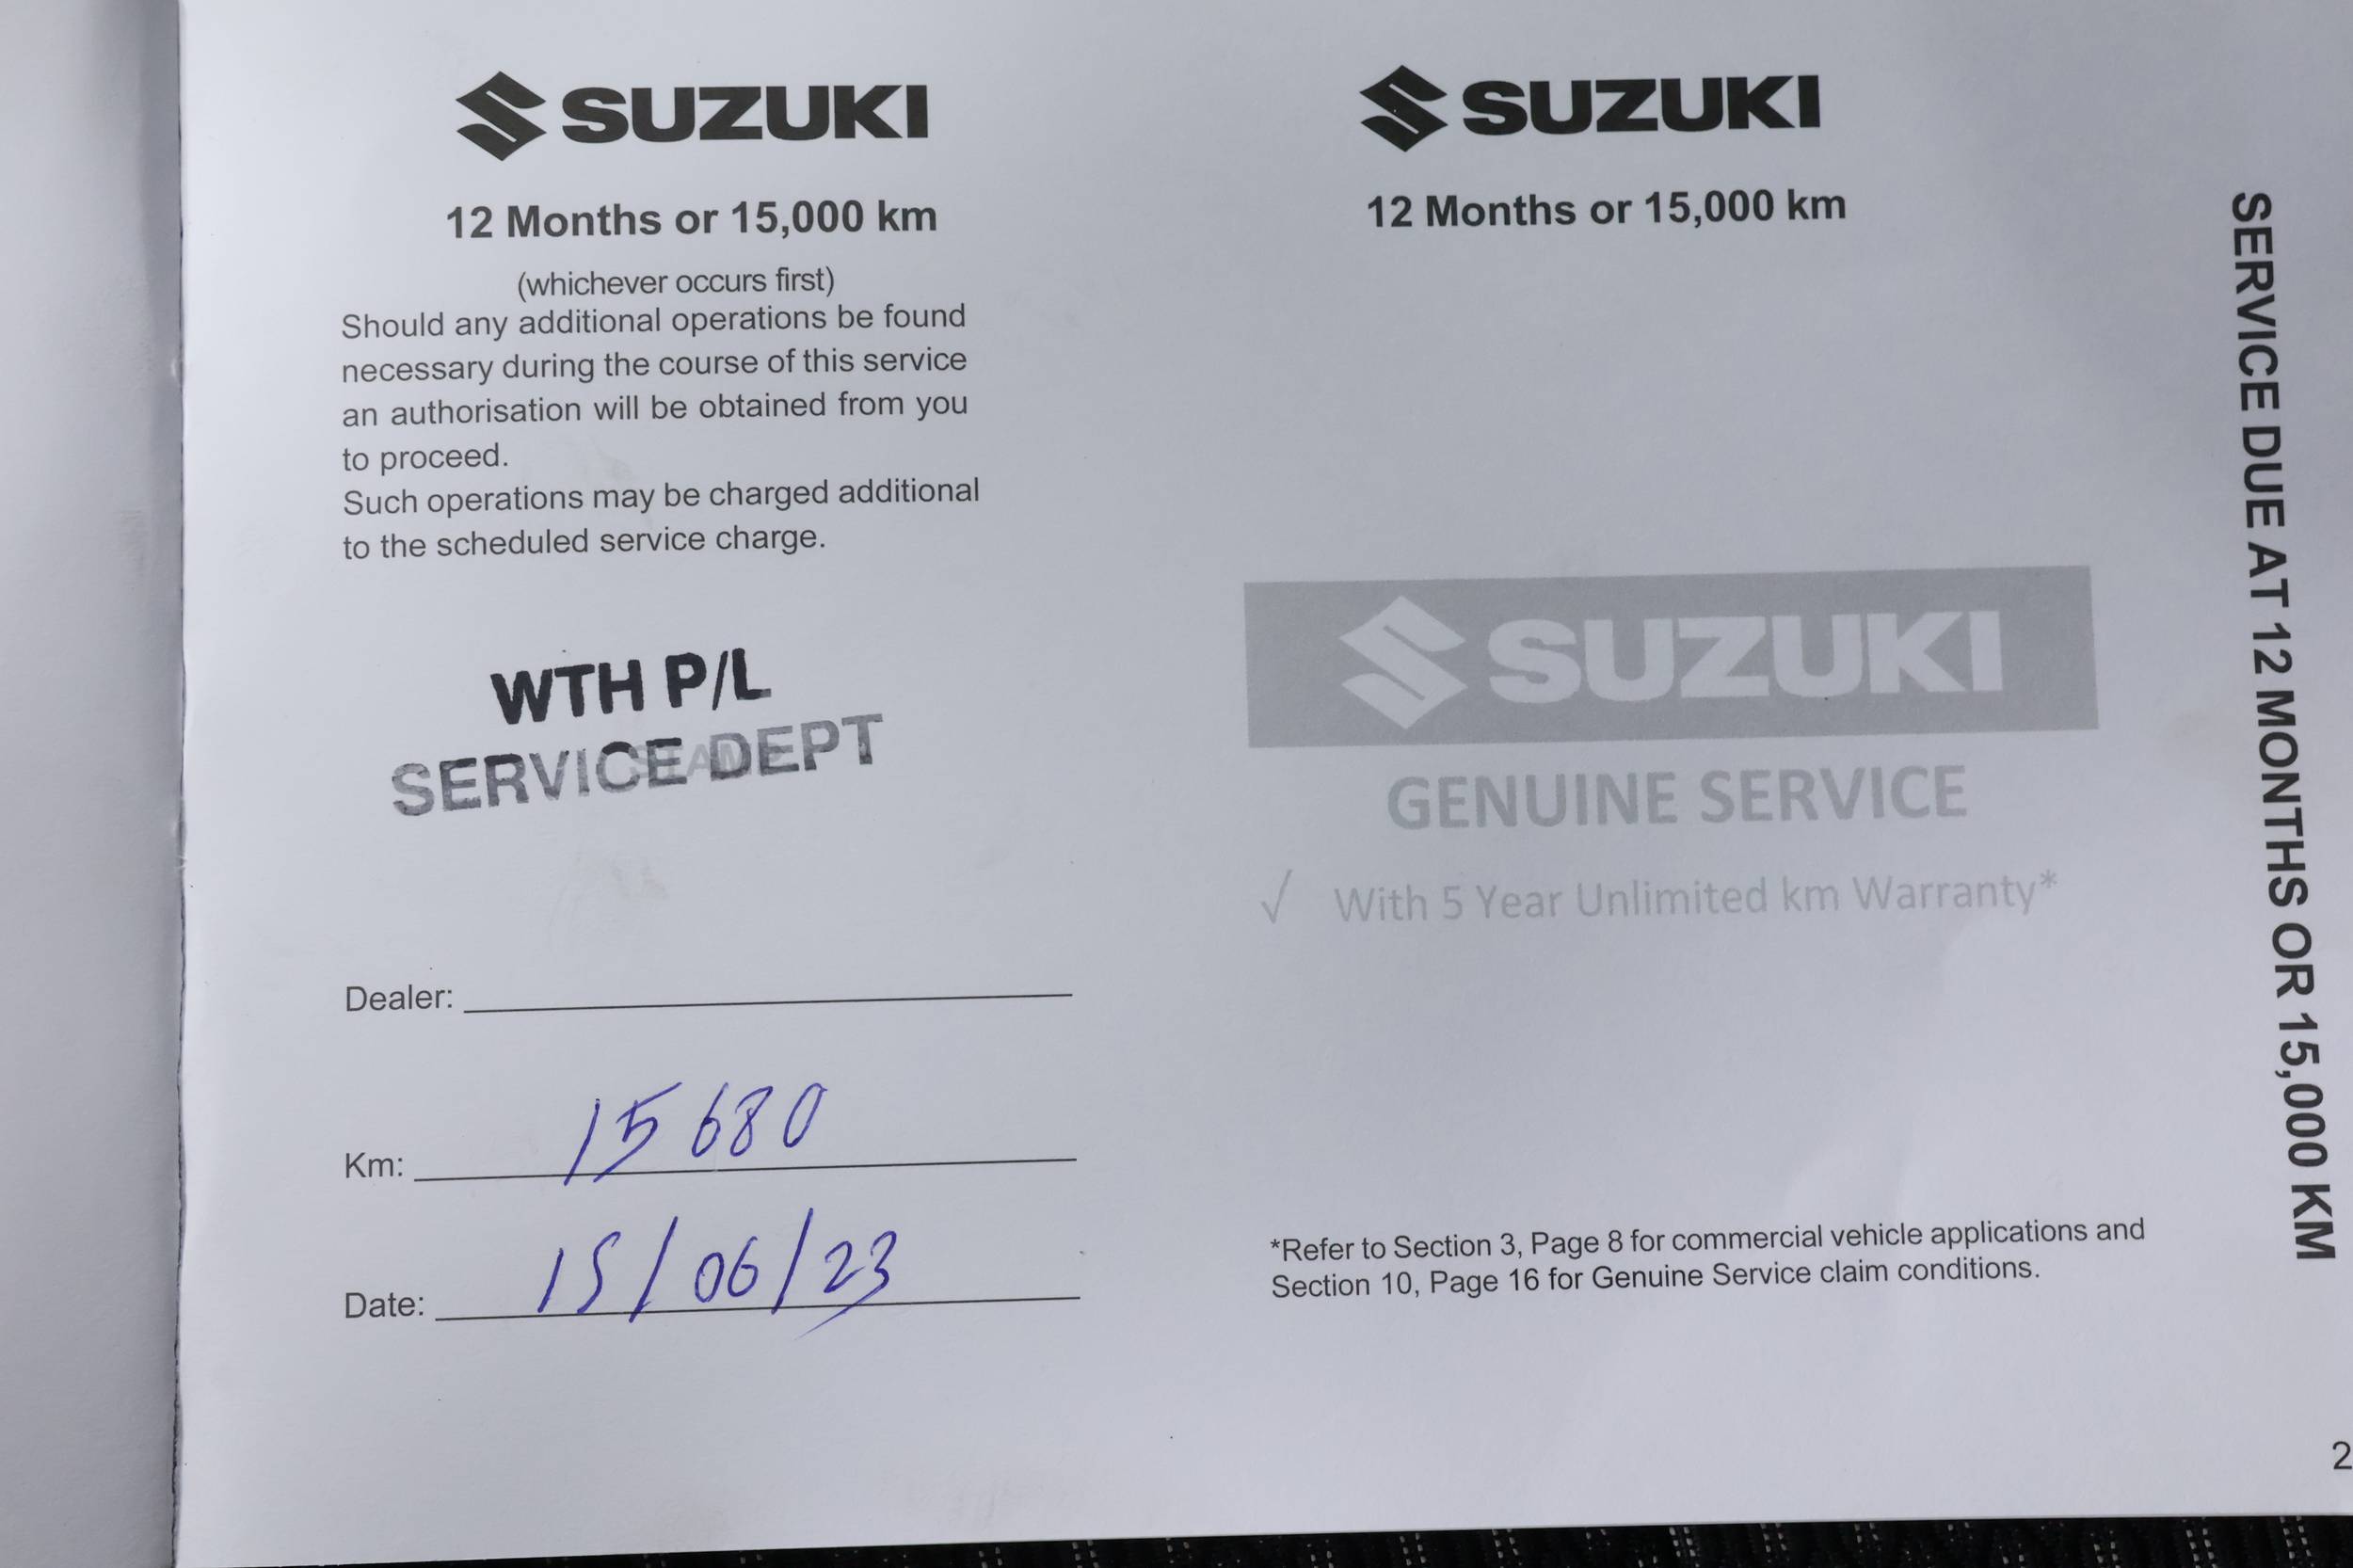 SUZUKI
12 Months or 15,000 km
(whichever occurs first)
Should any additional operations be found
necessary during the course of this service
an authorisation will be obtained from you
to proceed.
Such operations may be charged additional
to the scheduled service charge.
STAMP
WTH P/L
SERVICE DEPT
Dealer:
Km: 15680
Date: 15/06/23
SUZUKI
12 Months or 15,000 km
SUZUKI
GENUINE SERVICE
√ With 5 Year Unlimited km Warranty*
*Refer to Section 3, Page 8 for commercial vehicle applications and
Section 10, Page 16 for Genuine Service claim conditions.
SERVICE DUE AT 12 MONTHS OR 15,000 KM
2